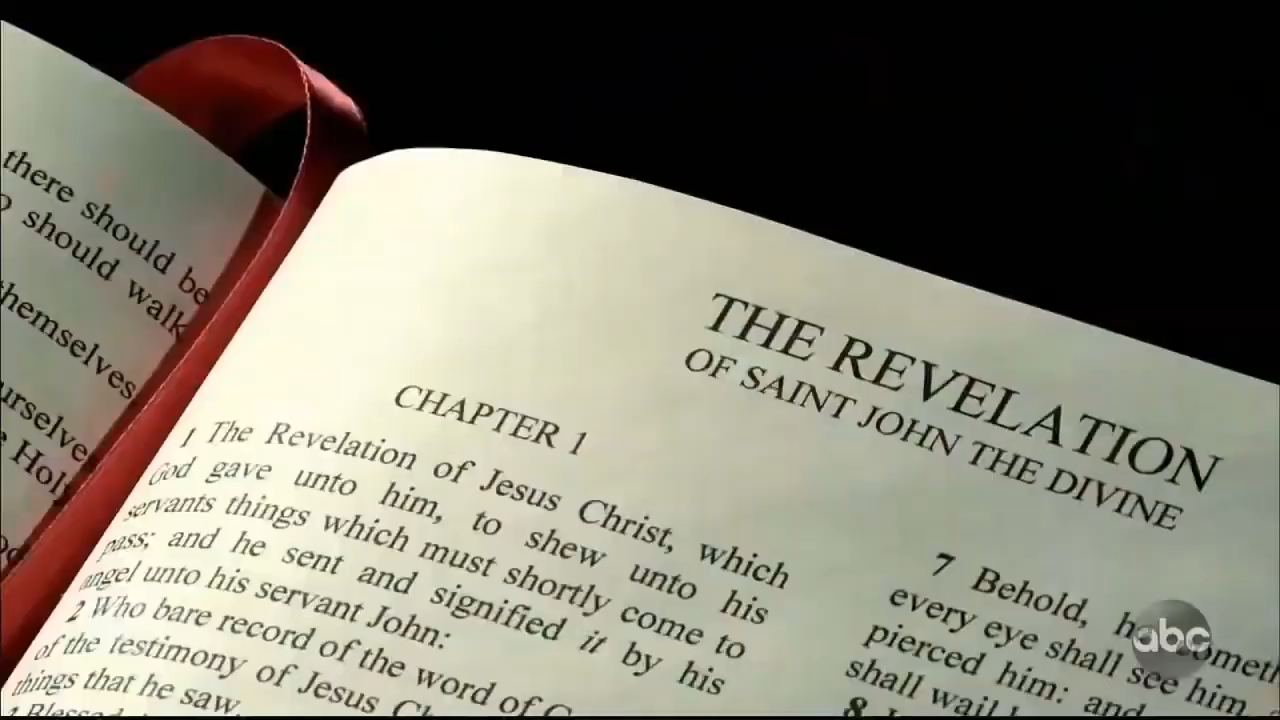 there should be
should walk
themselves
Holy
THE REVELATION
OF SAINT JOHN THE DIVINE
CHAPTER 1
1 The Revelation of Jesus Christ, which
God gave unto him, to shew unto his
servants things which must shortly come to
pass; and he sent and signified it by his
angel unto his servant John:
2 Who bare record of the word of
of the testimony of Jesus
things that he saw.
Blessed
7 Behold,
every eye shall see him
pierced him: and
shall wail
8
abc